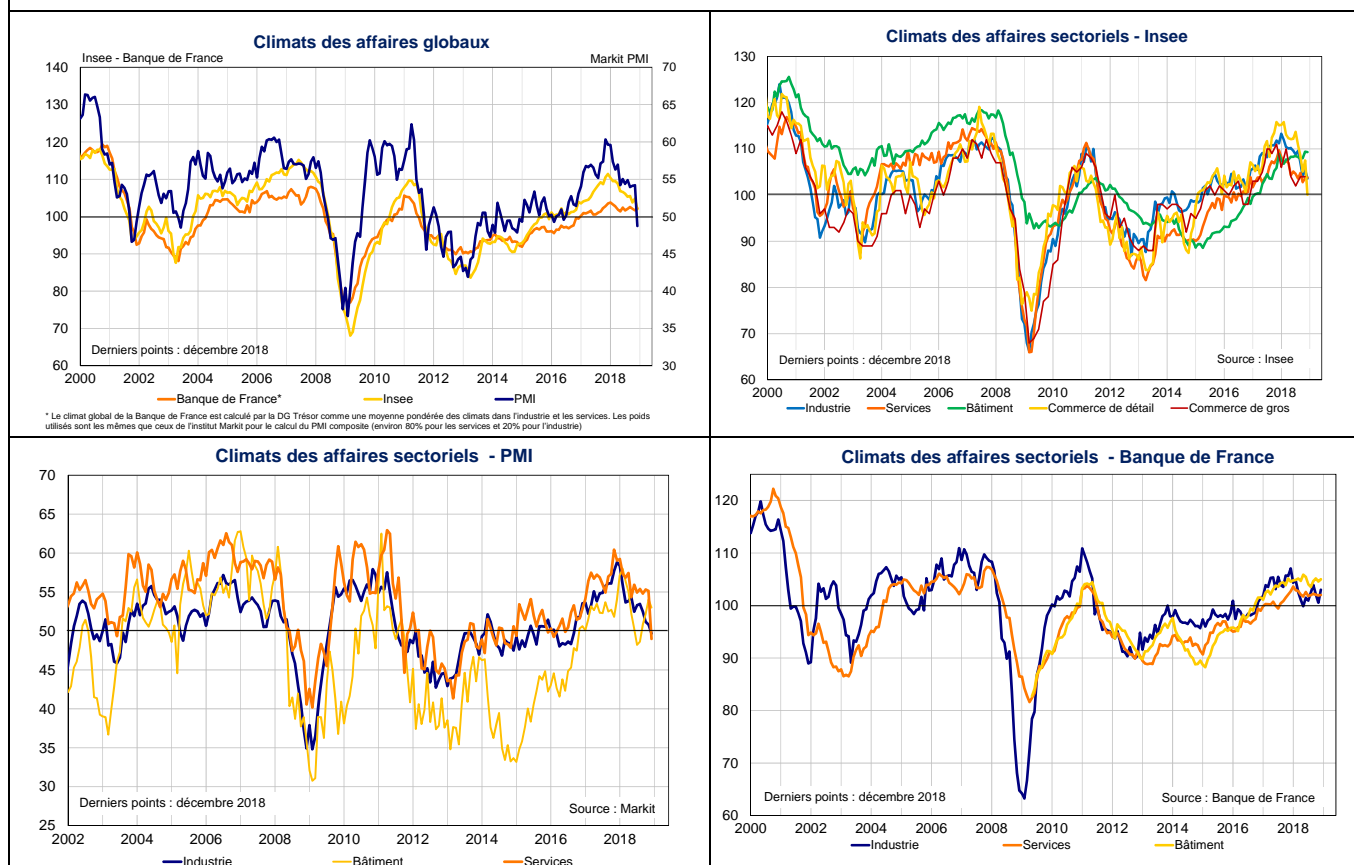 Climats des affaires globaux
Insee - Banque de France
Markit PMI
140
130
120
110
100
90
80
70
60
70
65
60
55
50
45
40
35
30
Derniers points : décembre 2018
2000 2002 2004 2006 2008 2010 2012 2014 2016 2018
Banque de France* Insee PMI
* Le climat global de la Banque de France est calculé par la DG Trésor comme une moyenne pondérée des climats dans l'industrie et les services. Les poids
utilisés sont les mêmes que ceux de l'institut Markit pour le calcul du PMI composite (environ 80% pour les services et 20% pour l'industrie)
Climats des affaires sectoriels - Insee
130
120
110
100
90
80
70
60
Derniers points : décembre 2018
Source : Insee
2000 2002 2004 2006 2008 2010 2012 2014 2016 2018
Industrie Services Bâtiment Commerce de détail Commerce de gros
Climats des affaires sectoriels - PMI
70
65
60
55
50
45
40
35
30
25
Derniers points : décembre 2018
Source : Markit
2002 2004 2006 2008 2010 2012 2014 2016 2018
Industrie Bâtiment Services
Climats des affaires sectoriels - Banque de France
120
110
100
90
80
70
60
Derniers points : décembre 2018
Source : Banque de France
2000 2002 2004 2006 2008 2010 2012 2014 2016 2018
Industrie Services Bâtiment